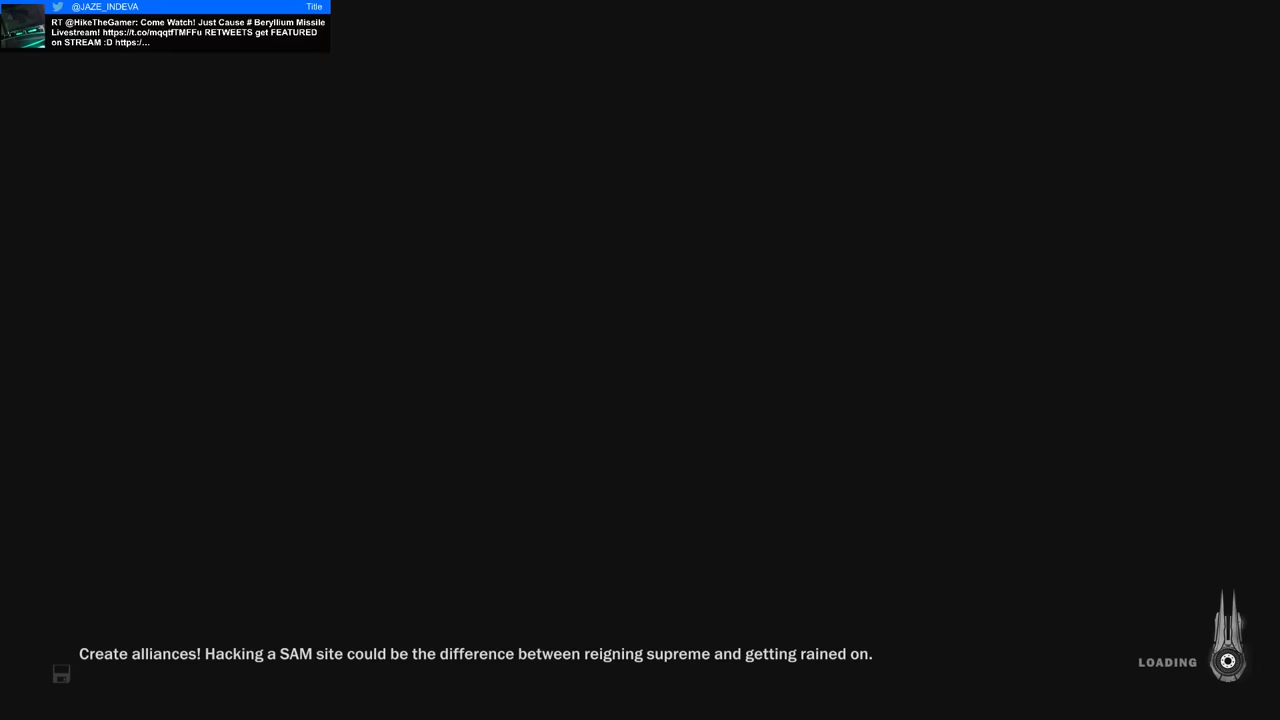 @JAZE_INDEVA Title
RT @HikeTheGamer: Come Watch! Just Cause # Beryllium Missile
Livestream! https://t.co/mqqtfTMFFu RETWEETS get FEATURED
on STREAM :D https:/...
Create alliances! Hacking a SAM site could be the difference between reigning supreme and getting rained on.
LOADING